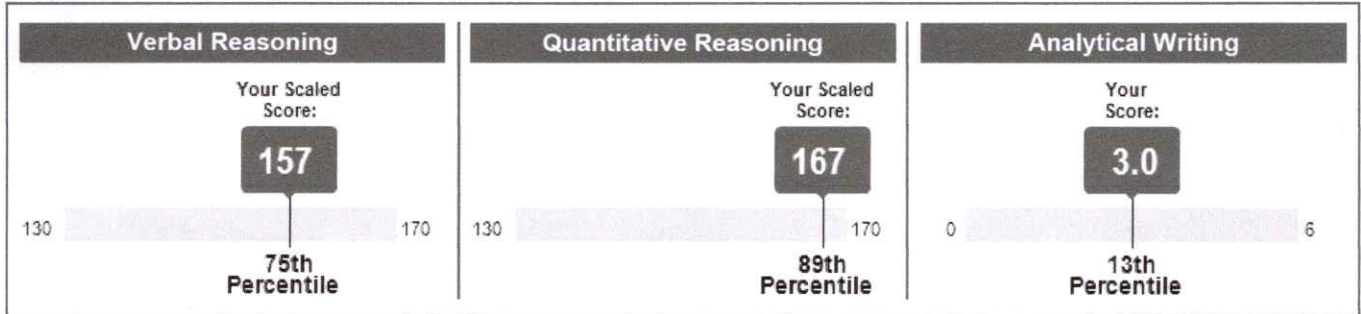 Verbal Reasoning
Your Scaled
Score:
157
130
170
75th
Percentile
Quantitative Reasoning
Your Scaled
Score:
167
130
170
89th
Percentile
Analytical Writing
Your
Score:
3.0
0
6
13th
Percentile